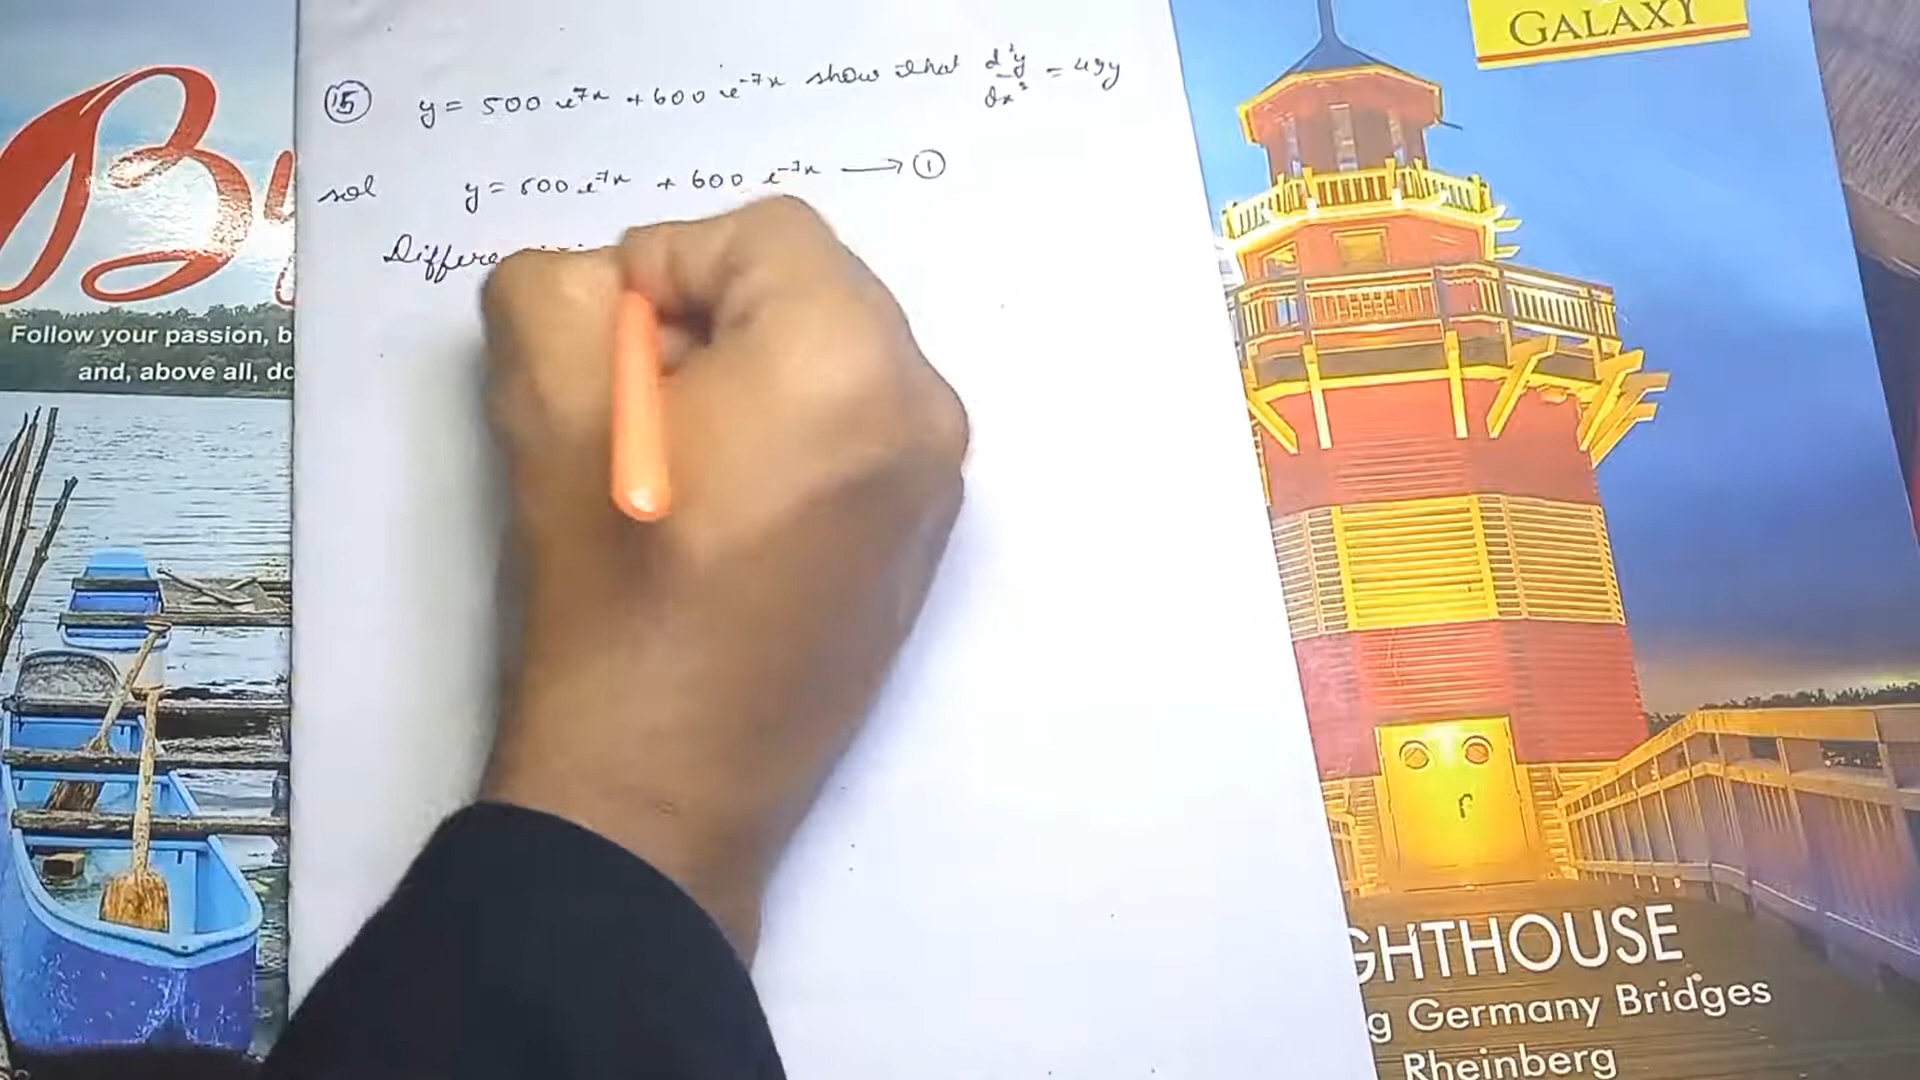 GALAXY
(15) y = 500 e^7x + 600 e^-7x show that d²y/dx² = 49y
sol y = 500 e^7x + 600 e^-7x → (1)
By
Follow your passion, b
and, above all, do
GHTHOUSE
g Germany Bridges
Rheinberg